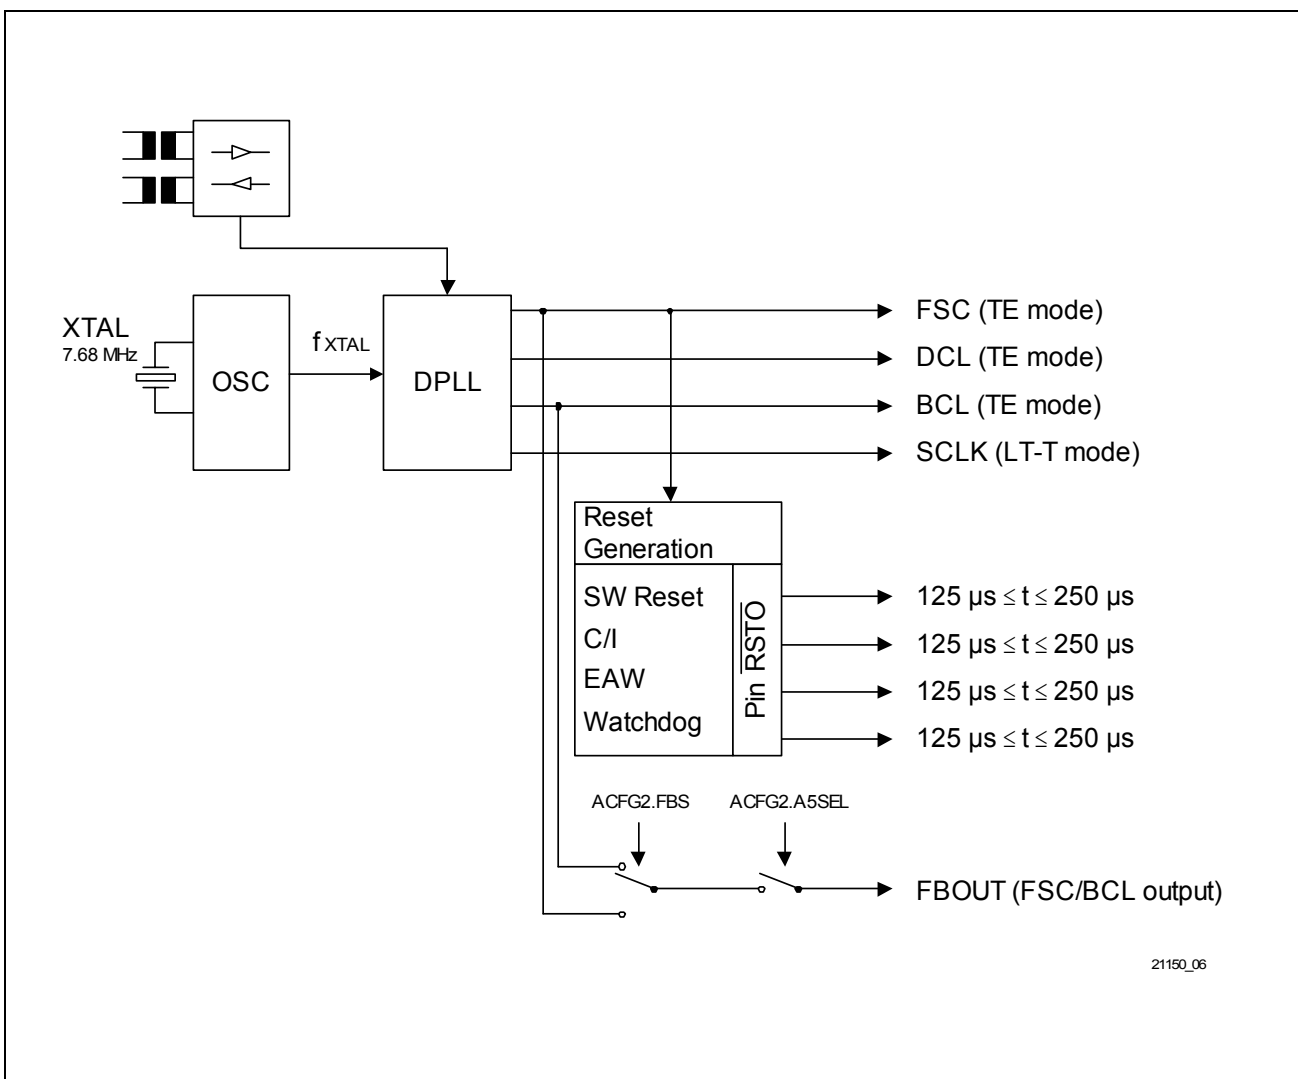 XTAL
7.68 MHz
OSC
f XTAL
DPLL
FSC (TE mode)
DCL (TE mode)
BCL (TE mode)
SCLK (LT-T mode)
Reset
Generation
SW Reset
C/I
EAW
Watchdog
Pin RSTO
125 µs ≤ t ≤ 250 µs
125 µs ≤ t ≤ 250 µs
125 µs ≤ t ≤ 250 µs
125 µs ≤ t ≤ 250 µs
ACFG2.FBS
ACFG2.A5SEL
FBOUT (FSC/BCL output)
21150_06